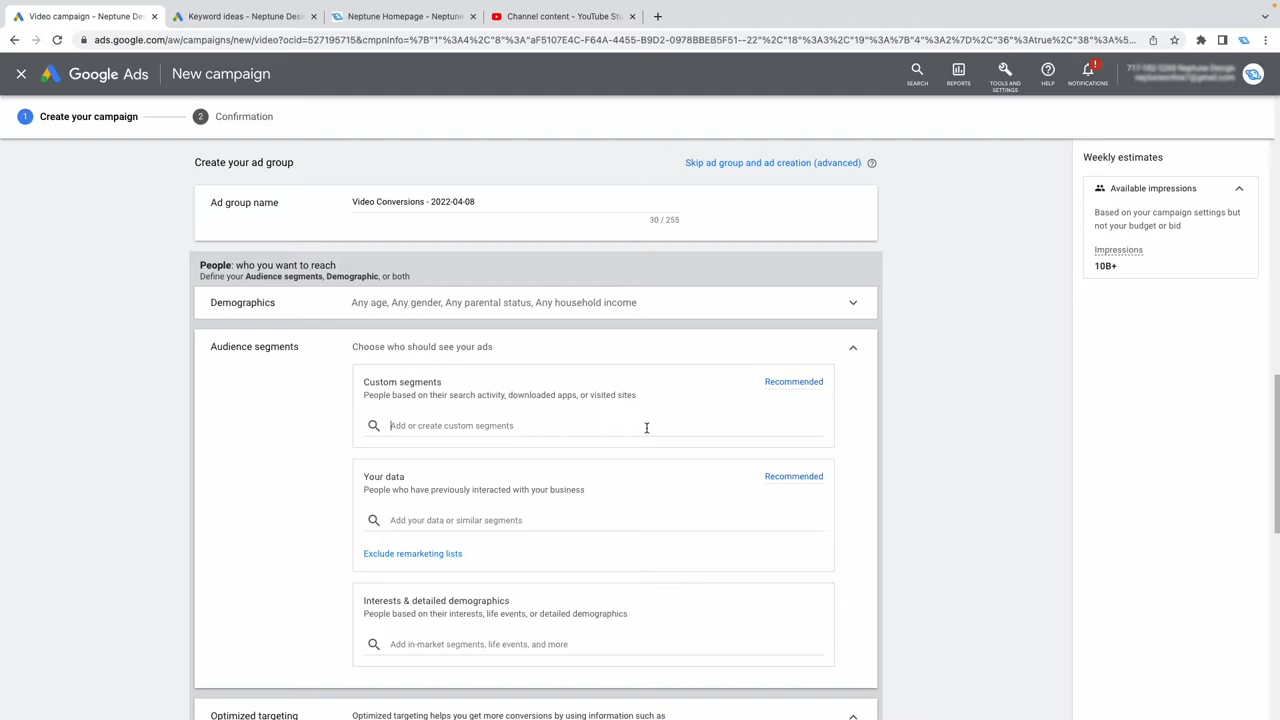 Video campaign - Neptune De
Keyword ideas - Neptune Desi
Neptune Homepage - Neptune
Channel content - YouTube Stu
ads.google.com/aw/campaigns/new/video?ocid=527195715&cmpnInfo=%7B"1"%3A4%2C"8"%3A"aF5107E4C-F64A-4455-B9D2-0978BBEB5F51--22"%2C"18"%3A3%2C"19"%3A%7B"4"%3A2%7D%2C"36"%3Atrue%2C"38"%3A%5...
Google Ads
New campaign
SEARCH
REPORTS
TOOLS AND
SETTINGS
HELP
!
NOTIFICATIONS
1 Create your campaign
2 Confirmation
Create your ad group
Skip ad group and ad creation (advanced)
Weekly estimates
Available impressions
Based on your campaign settings but
not your budget or bid
Impressions
10B+
Ad group name
Video Conversions - 2022-04-08
30 / 255
People: who you want to reach
Define your Audience segments, Demographic, or both
Demographics
Any age, Any gender, Any parental status, Any household income
Audience segments
Choose who should see your ads
Custom segments
Recommended
People based on their search activity, downloaded apps, or visited sites
Add or create custom segments
Your data
Recommended
People who have previously interacted with your business
Add your data or similar segments
Exclude remarketing lists
Interests & detailed demographics
People based on their interests, life events, or detailed demographics
Add in-market segments, life events, and more
Optimized targeting
Optimized targeting helps you get more conversions by using information such as